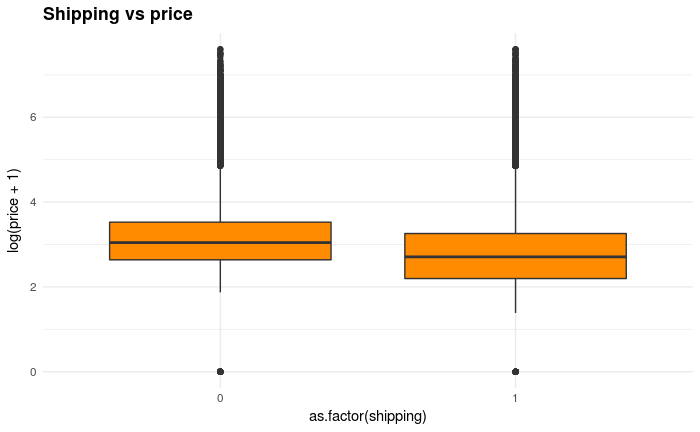 Shipping vs price
log(price + 1)
6
4
2
0
0
1
as.factor(shipping)